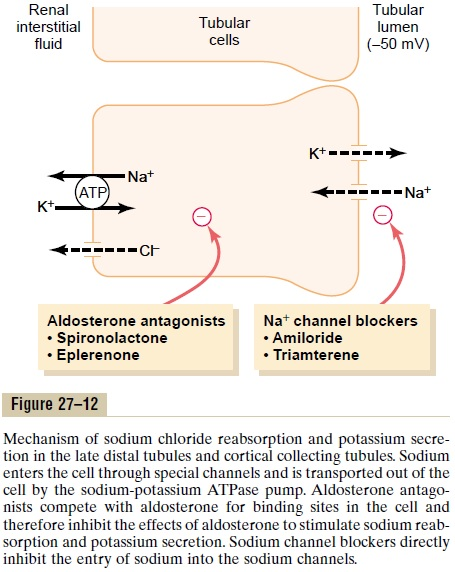 Renal
interstitial
fluid
Tubular
cells
Tubular
lumen
(–50 mV)
K+
Na+
ATP
K+
Na+
Cl–
–
–
Aldosterone antagonists
• Spironolactone
• Eplerenone
Na+ channel blockers
• Amiloride
• Triamterene
Figure 27–12
Mechanism of sodium chloride reabsorption and potassium secre-
tion in the late distal tubules and cortical collecting tubules. Sodium
enters the cell through special channels and is transported out of the
cell by the sodium-potassium ATPase pump. Aldosterone antago-
nists compete with aldosterone for binding sites in the cell and
therefore inhibit the effects of aldosterone to stimulate sodium reab-
sorption and potassium secretion. Sodium channel blockers directly
inhibit the entry of sodium into the sodium channels.